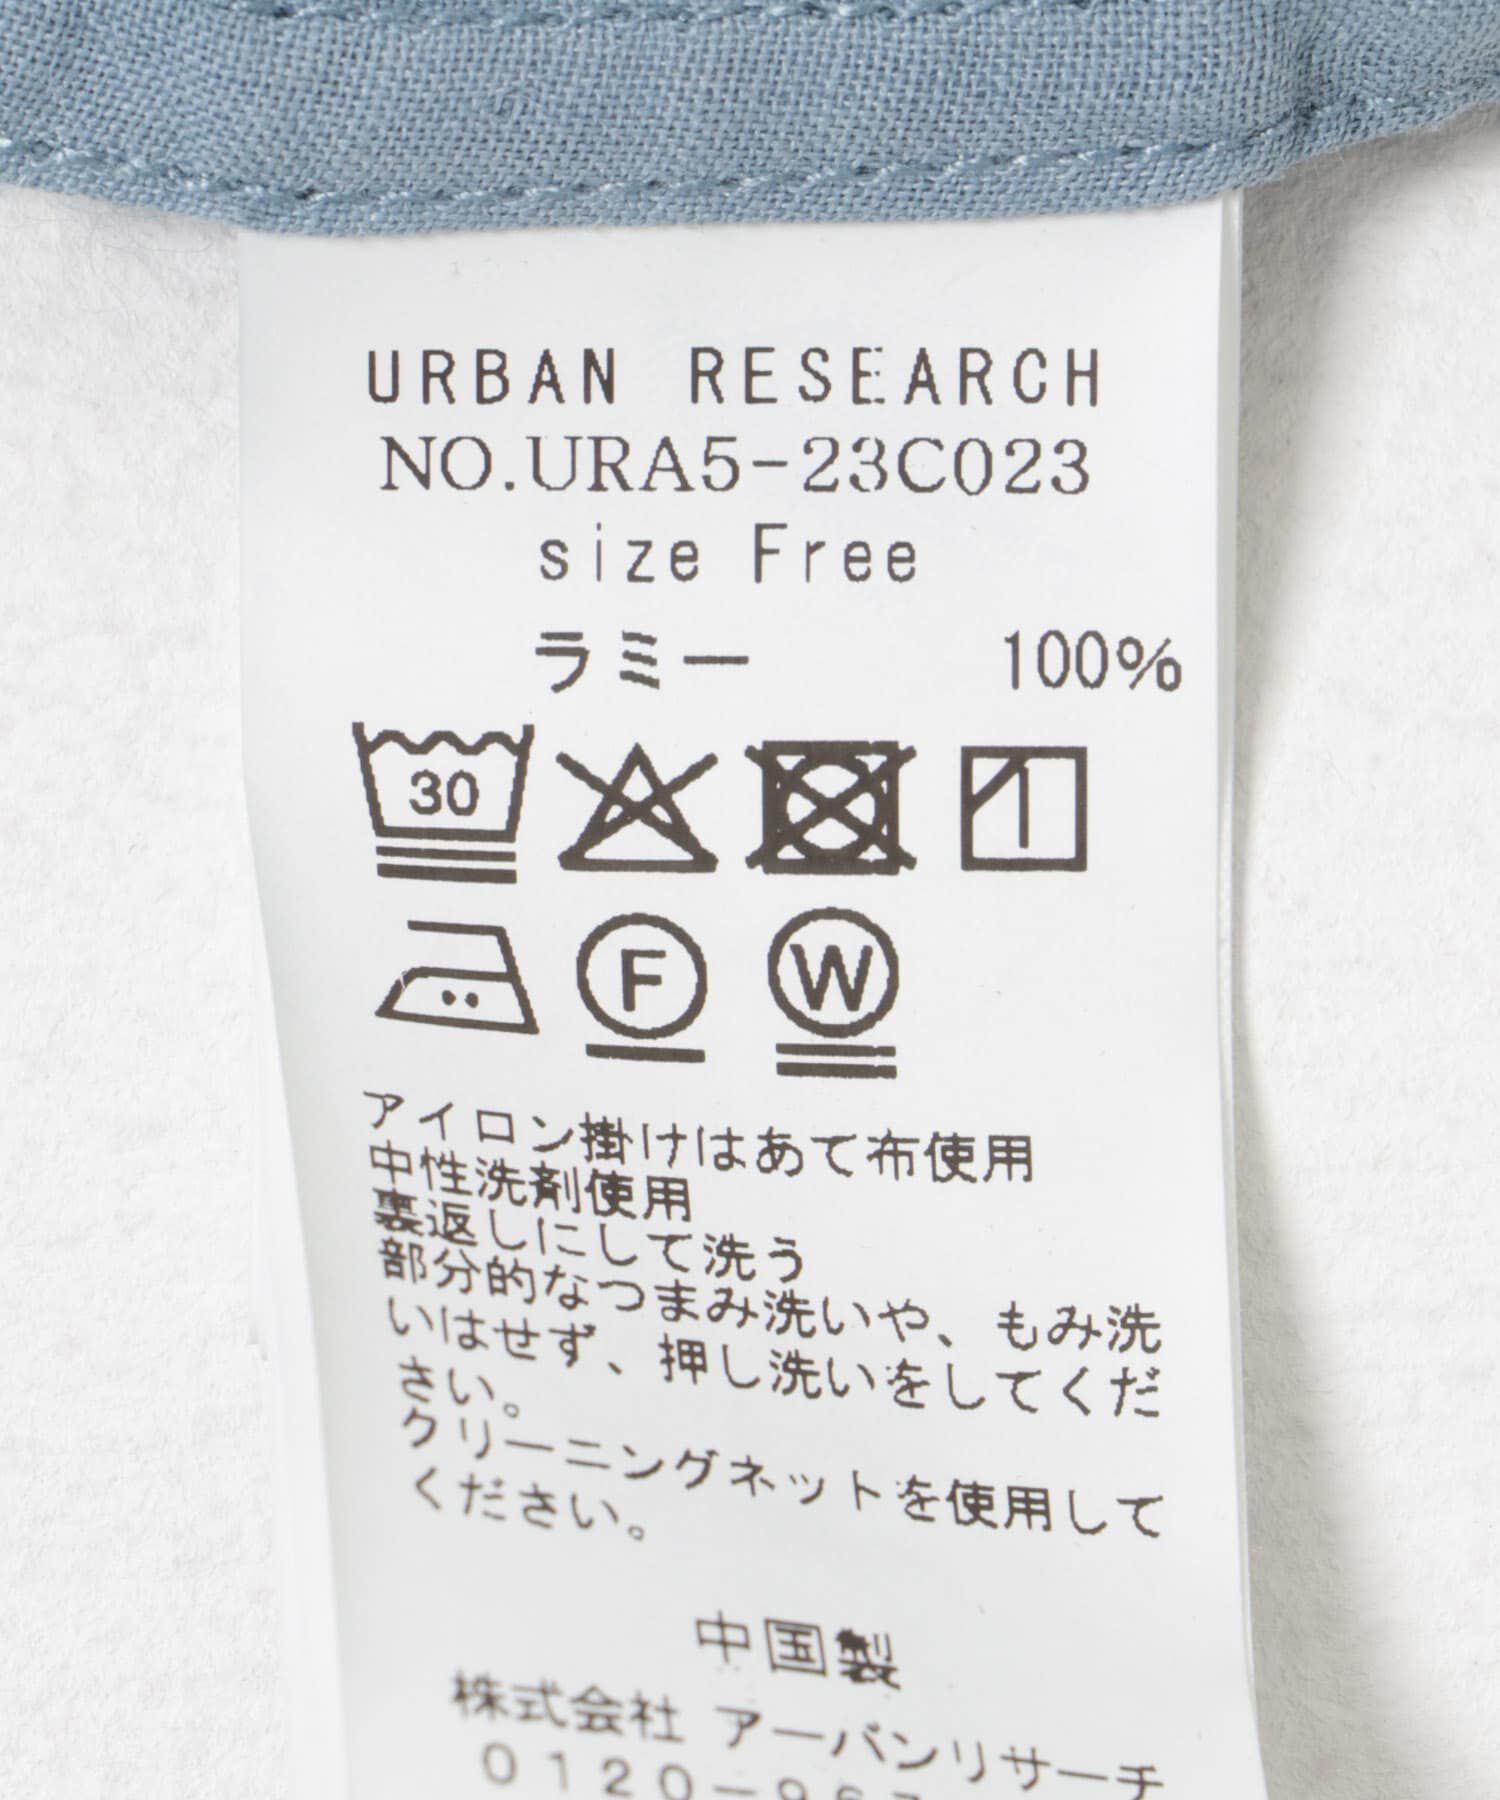 URBAN RESEARCH
NO.URA5-23C023
size Free
ラミー 100%
30
F W
アイロン掛けはあて布使用
中性洗剤使用
裏返しにして洗う
部分的なつまみ洗いや、もみ洗
いはせず、押し洗いをしてくだ
さい。
クリーニングネットを使用して
ください。
中国製
株式会社 アーバンリサーチ
0120-9